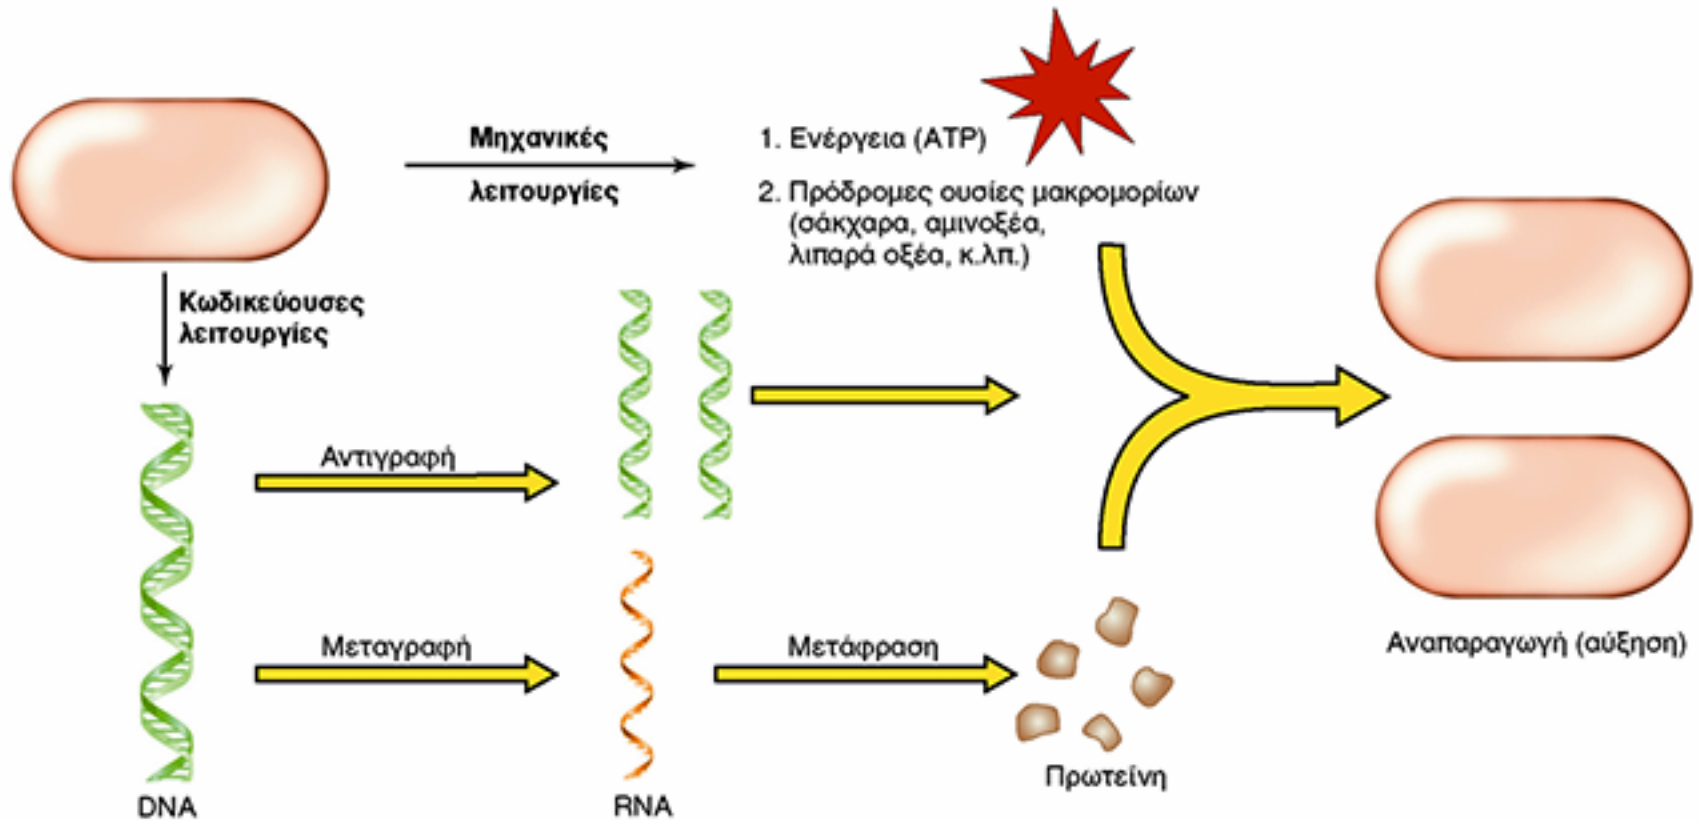 Μηχανικές
λειτουργίες
1. Ενέργεια (ATP)
2. Πρόδρομες ουσίες μακρομορίων
(σάκχαρα, αμινοξέα,
λιπαρά οξέα, κ.λπ.)
Κωδικεύουσες
λειτουργίες
Αντιγραφή
Μεταγραφή
Μετάφραση
Αναπαραγωγή (αύξηση)
Πρωτεΐνη
DNA
RNA